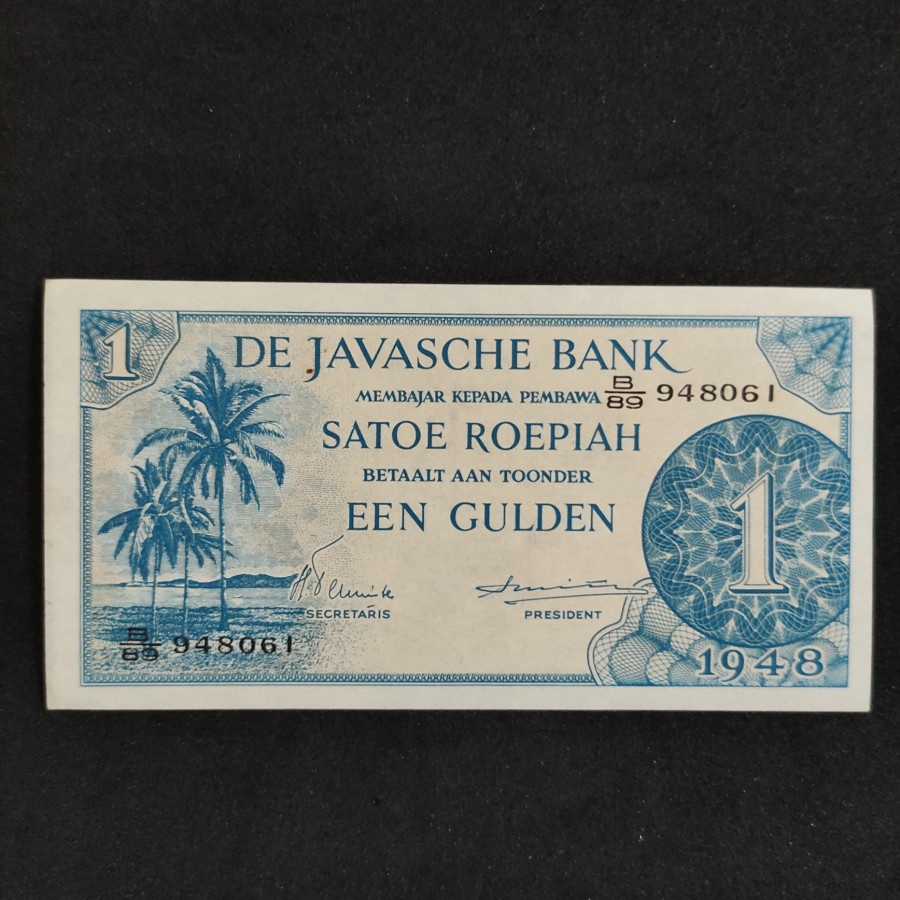 1
DE JAVASCHE BANK
MEMBAJAR KEPADA PEMBAWA
B/89 948061
SATOE ROEPIAH
BETAALT AAN TOONDER
EEN GULDEN
1
SECRETARIS
PRESIDENT
B/89 948061
1948